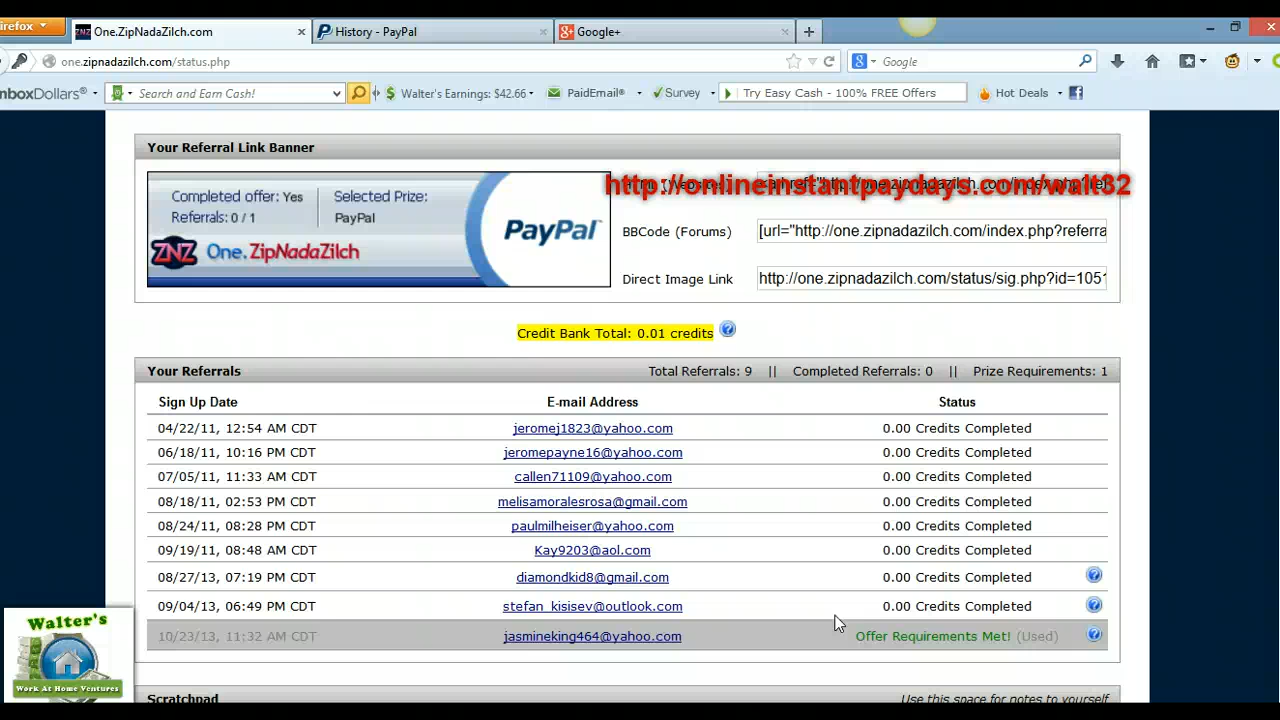 irefox
One.ZipNadaZilch.com
History - PayPal
Google+
one.zipnadazilch.com/status.php
Google
nboxDollars®
Search and Earn Cash!
Walter's Earnings: $42.66
PaidEmail®
Survey
Try Easy Cash - 100% FREE Offers
Hot Deals
Your Referral Link Banner
Completed offer: Yes
Referrals: 0 / 1
Selected Prize:
PayPal
ZNZ One.ZipNadaZilch
PayPal™
http://onlineinstantpaydays.com/walt32
BBCode (Forums)
[url="http://one.zipnadazilch.com/index.php?referra
Direct Image Link
http://one.zipnadazilch.com/status/sig.php?id=1051
Credit Bank Total: 0.01 credits
Your Referrals
Total Referrals: 9 || Completed Referrals: 0 || Prize Requirements: 1
Sign Up Date E-mail Address Status
04/22/11, 12:54 AM CDT jeromej1823@yahoo.com 0.00 Credits Completed
06/18/11, 10:16 PM CDT jeromepayne16@yahoo.com 0.00 Credits Completed
07/05/11, 11:33 AM CDT callen71109@yahoo.com 0.00 Credits Completed
08/18/11, 02:53 PM CDT melisamoralesrosa@gmail.com 0.00 Credits Completed
08/24/11, 08:28 PM CDT paulmilheiser@yahoo.com 0.00 Credits Completed
09/19/11, 08:48 AM CDT Kay9203@aol.com 0.00 Credits Completed
08/27/13, 07:19 PM CDT diamondkid8@gmail.com 0.00 Credits Completed
09/04/13, 06:49 PM CDT stefan_kisisev@outlook.com 0.00 Credits Completed
10/23/13, 11:32 AM CDT jasmineking464@yahoo.com Offer Requirements Met! (Used)
Scratchpad
Use this space for notes to yourself
Walter's
Work At Home Ventures